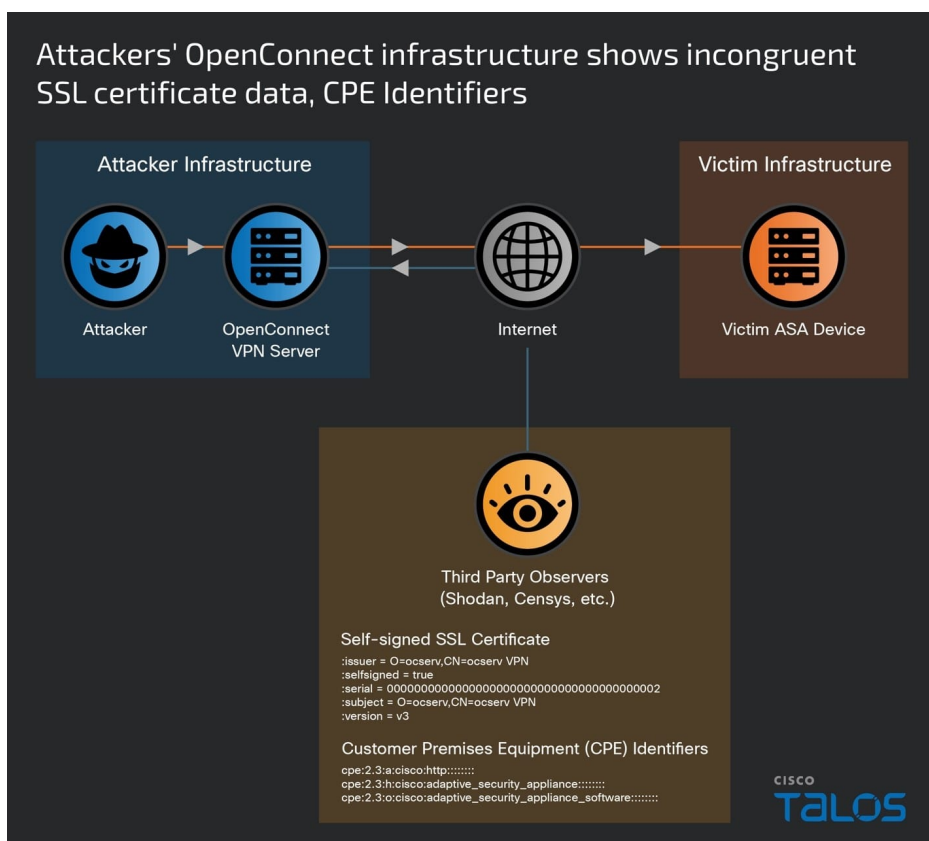 Attackers' OpenConnect infrastructure shows incongruent
SSL certificate data, CPE Identifiers
Attacker Infrastructure
Victim Infrastructure
Attacker
OpenConnect
VPN Server
Internet
Victim ASA Device
Third Party Observers
(Shodan, Censys, etc.)
Self-signed SSL Certificate
:issuer = O=ocserv,CN=ocserv VPN
:selfsigned = true
:serial = 0000000000000000000000000000000000000002
:subject = O=ocserv,CN=ocserv VPN
:version = v3
Customer Premises Equipment (CPE) Identifiers
cpe:2.3:a:cisco:http::::::::
cpe:2.3:h:cisco:adaptive_security_appliance::::::::
cpe:2.3:o:cisco:adaptive_security_appliance_software::::::::
CISCO
TALOS